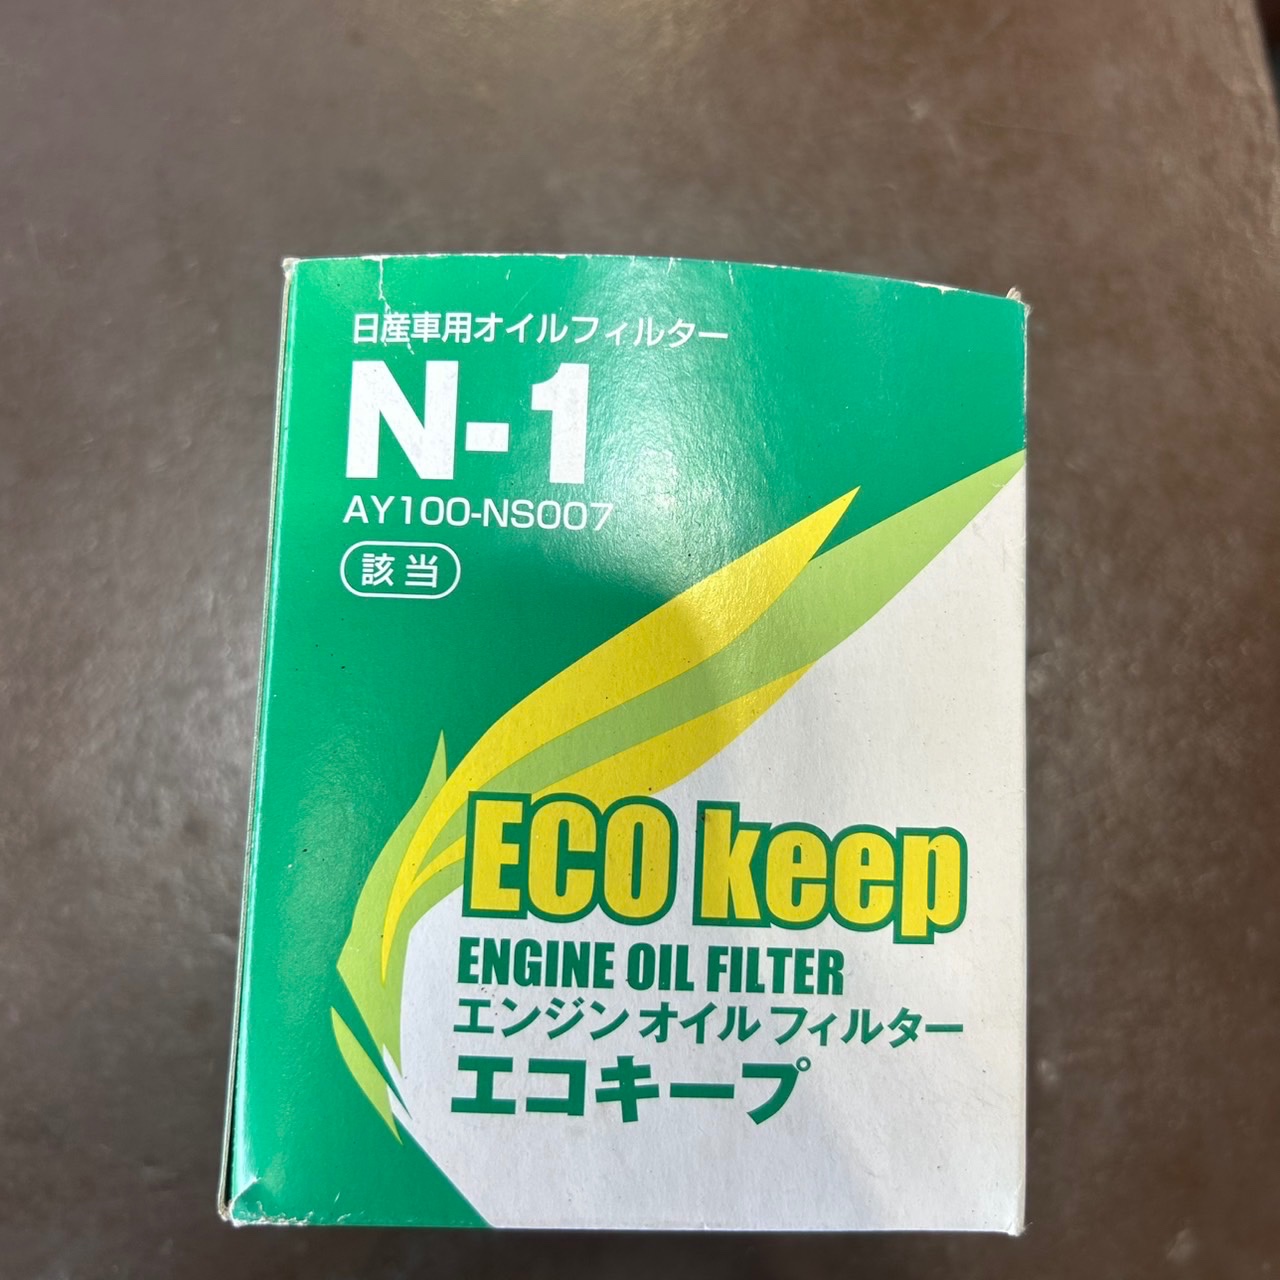 日産車用オイルフィルター
N-1
AY100-NS007
該当
ECO keep
ENGINE OIL FILTER
エンジン オイル フィルター
エコキープ